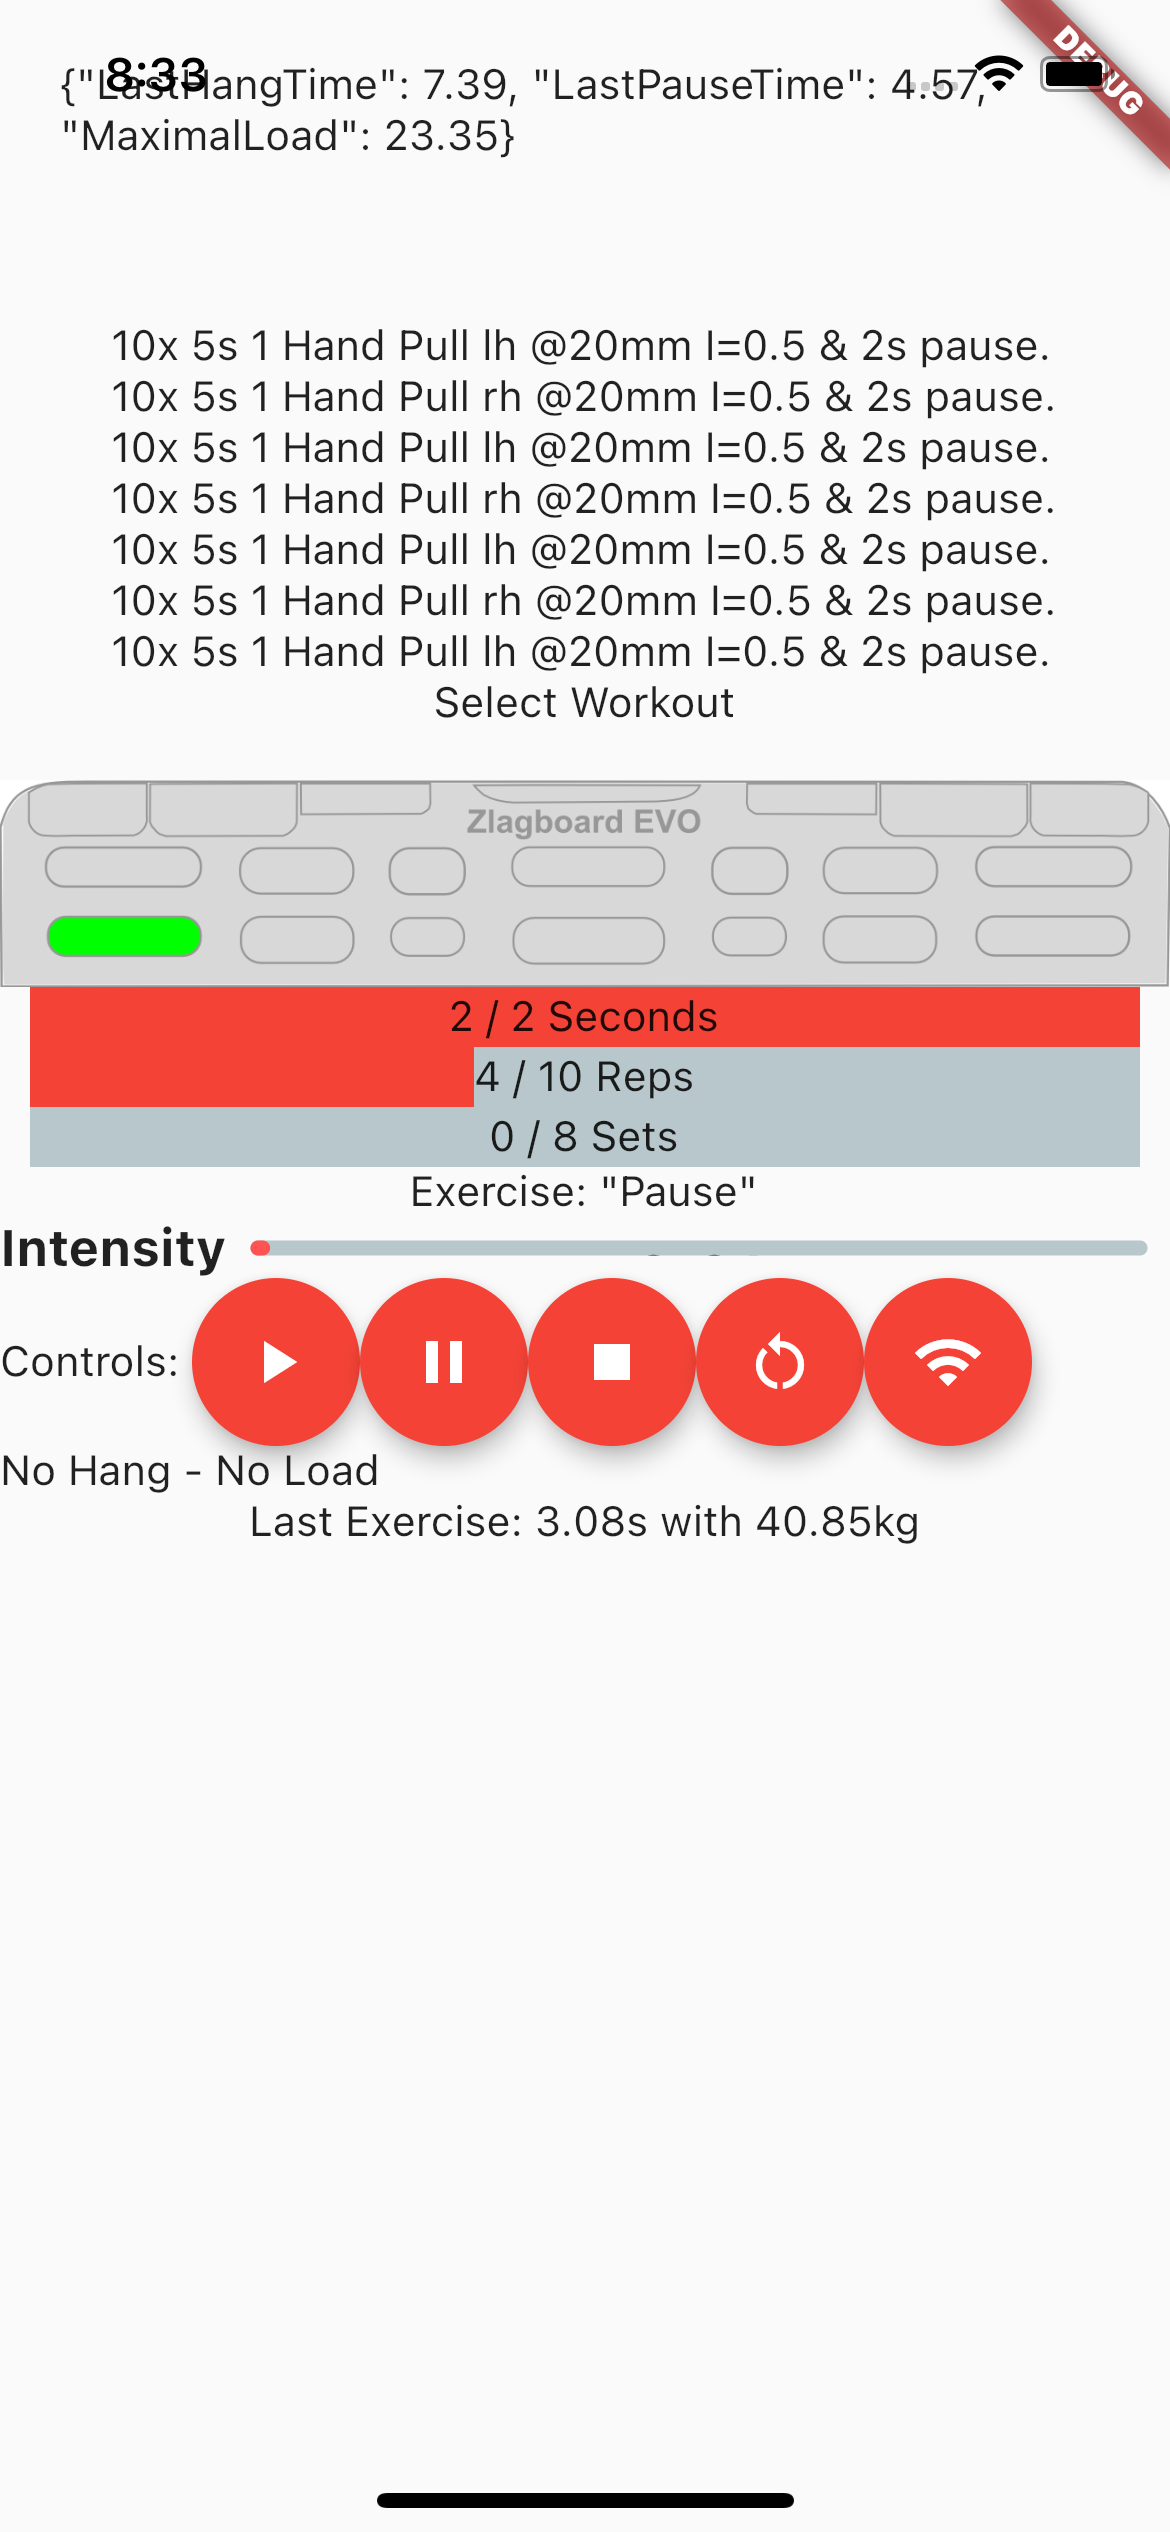 8:33
DEBUG
{"LastHangTime": 7.39, "LastPauseTime": 4.57,
"MaximalLoad": 23.35}
10x 5s 1 Hand Pull lh @20mm I=0.5 & 2s pause.
10x 5s 1 Hand Pull rh @20mm I=0.5 & 2s pause.
10x 5s 1 Hand Pull lh @20mm I=0.5 & 2s pause.
10x 5s 1 Hand Pull rh @20mm I=0.5 & 2s pause.
10x 5s 1 Hand Pull lh @20mm I=0.5 & 2s pause.
10x 5s 1 Hand Pull rh @20mm I=0.5 & 2s pause.
10x 5s 1 Hand Pull lh @20mm I=0.5 & 2s pause.
Select Workout
Zlagboard EVO
2 / 2 Seconds
4 / 10 Reps
0 / 8 Sets
Exercise: "Pause"
Intensity
Controls:
No Hang - No Load
Last Exercise: 3.08s with 40.85kg